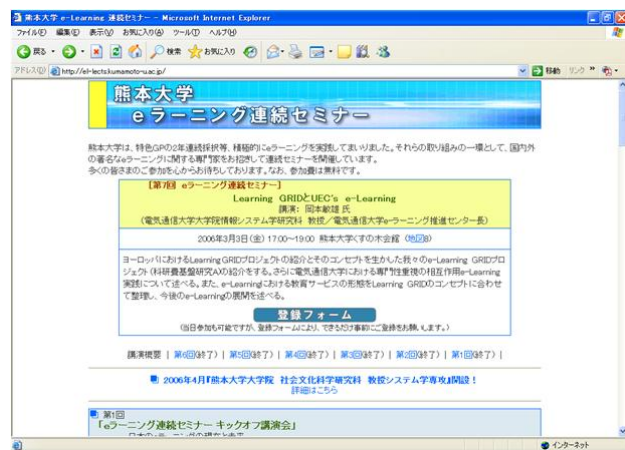 熊本大学 e-Learning 連続セミナー - Microsoft Internet Explorer
ファイル(F) 編集(E) 表示(V) お気に入り(A) ツール(T) ヘルプ(H)
戻る 検索 お気に入り
アドレス(D) http://el-lects.kumamoto-u.ac.jp/ 移動 リンク
熊本大学
eラーニング連続セミナー
熊本大学は、特色GPの2年連続採択等、積極的にeラーニングを実践してまいりました。それらの取り組みの一環として、国内外
の著名なeラーニングに関する専門家をお招きして連続セミナーを開催しています。
多くの皆さまのご参加を心からお待ちしております。なお、参加費は無料です。
【第7回 eラーニング連続セミナー】
Learning GRIDとUEC's e-Learning
講演: 岡本敏雄 氏
(電気通信大学大学院情報システム学研究科 教授／電気通信大学eラーニング推進センター長)
2006年3月3日(金) 17:00～19:00 熊本大学くすの木会館 (地図8)
ヨーロッパにおけるLearning GRIDプロジェクトの紹介とそのコンセプトを生かした我々のe-Learning GRIDプロ
ジェクト(科研費基盤研究A)の紹介をする。さらに電気通信大学における専門性重視の相互作用e-Learning
実践について述べる。また、e-Learningにおける教育サービスの形態をLearning GRIDのコンセプトに合わせ
て整理し、今後のe-Learningの展開を述べる。
登録フォーム
(当日参加も可能ですが、登録フォームにより、できるだけ事前にご登録をお願いします。)
講演概要 | 第6回(終了) | 第5回(終了) | 第4回(終了) | 第3回(終了) | 第2回(終了) | 第1回(終了) |
2006年4月『熊本大学大学院 社会文化科学研究科 教授システム学専攻』開設！
詳細はこちら
第1回
「eラーニング連続セミナー キックオフ講演会」
インターネット